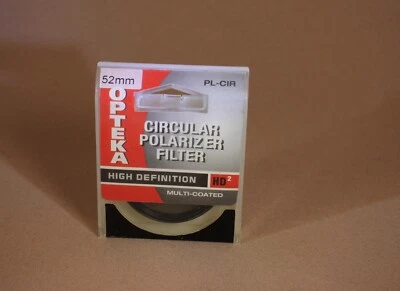 52mm
PL-CIR
OPTEKA
CIRCULAR
POLARIZER
FILTER
HIGH DEFINITION HD²
MULTI-COATED